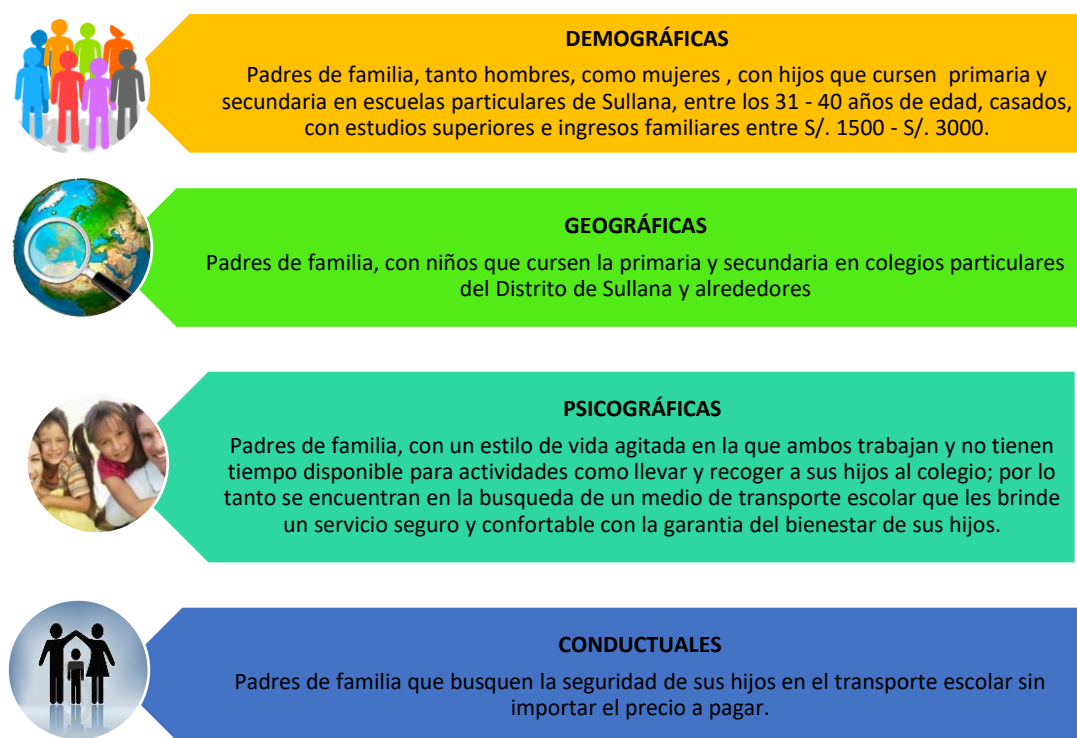 DEMOGRÁFICAS
Padres de familia, tanto hombres, como mujeres , con hijos que cursen primaria y
secundaria en escuelas particulares de Sullana, entre los 31 - 40 años de edad, casados,
con estudios superiores e ingresos familiares entre S/. 1500 - S/. 3000.
GEOGRÁFICAS
Padres de familia, con niños que cursen la primaria y secundaria en colegios particulares
del Distrito de Sullana y alrededores
PSICOGRÁFICAS
Padres de familia, con un estilo de vida agitada en la que ambos trabajan y no tienen
tiempo disponible para actividades como llevar y recoger a sus hijos al colegio; por lo
tanto se encuentran en la busqueda de un medio de transporte escolar que les brinde
un servicio seguro y confortable con la garantia del bienestar de sus hijos.
CONDUCTUALES
Padres de familia que busquen la seguridad de sus hijos en el transporte escolar sin
importar el precio a pagar.